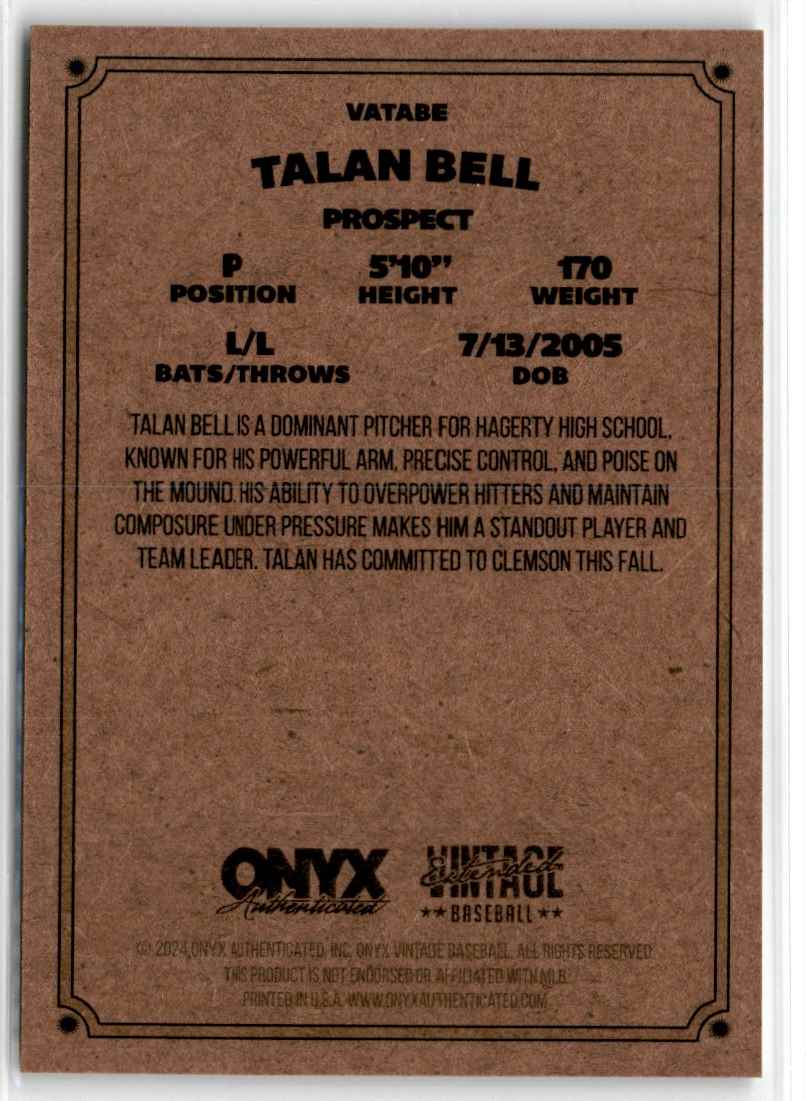 VATABE
TALAN BELL
PROSPECT
P 5'10" 170
POSITION HEIGHT WEIGHT
L/L 7/13/2005
BATS/THROWS DOB
TALAN BELL IS A DOMINANT PITCHER FOR HAGERTY HIGH SCHOOL,
KNOWN FOR HIS POWERFUL ARM, PRECISE CONTROL, AND POISE ON
THE MOUND. HIS ABILITY TO OVERPOWER HITTERS AND MAINTAIN
COMPOSURE UNDER PRESSURE MAKES HIM A STANDOUT PLAYER AND
TEAM LEADER. TALAN HAS COMMITTED TO CLEMSON THIS FALL.
ONYX
Authenticated
VINTAGE
Extended
BASEBALL
© 2024 ONYX AUTHENTICATED, INC. ONYX VINTAGE BASEBALL. ALL RIGHTS RESERVED.
THIS PRODUCT IS NOT ENDORSED OR AFFILIATED WITH MLB.
PRINTED IN U.S.A. WWW.ONYXAUTHENTICATED.COM